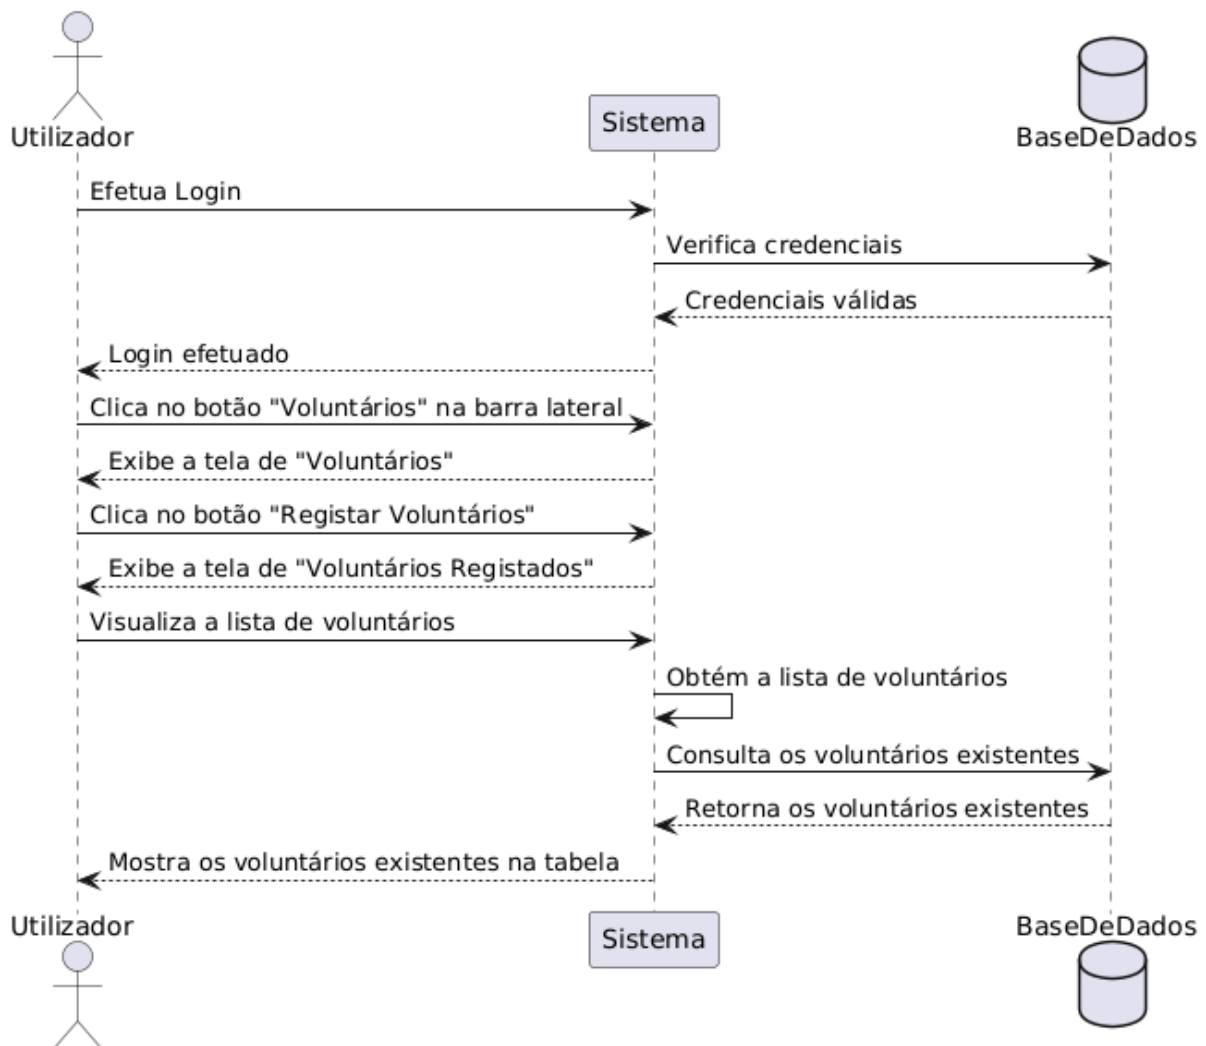 Utilizador
Sistema
BaseDeDados
Efetua Login
Verifica credenciais
Credenciais válidas
Login efetuado
Clica no botão "Voluntários" na barra lateral
Exibe a tela de "Voluntários"
Clica no botão "Registar Voluntários"
Exibe a tela de "Voluntários Registados"
Visualiza a lista de voluntários
Obtém a lista de voluntários
Consulta os voluntários existentes
Retorna os voluntários existentes
Mostra os voluntários existentes na tabela
Utilizador
Sistema
BaseDeDados